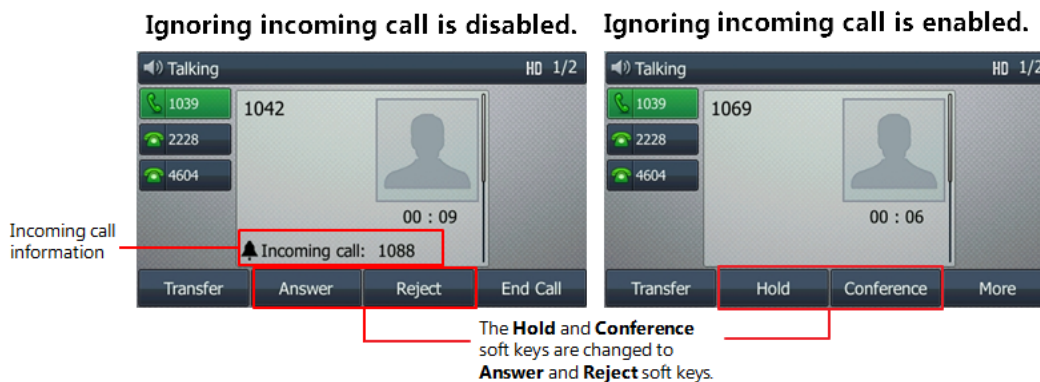 Ignoring incoming call is disabled.
Ignoring incoming call is enabled.
Talking HD 1/2
1039
2228
4604
1042
00 : 09
Incoming call: 1088
Transfer Answer Reject End Call
Talking HD 1/2
1039
2228
4604
1069
00 : 06
Transfer Hold Conference More
Incoming call
information
The Hold and Conference
soft keys are changed to
Answer and Reject soft keys.